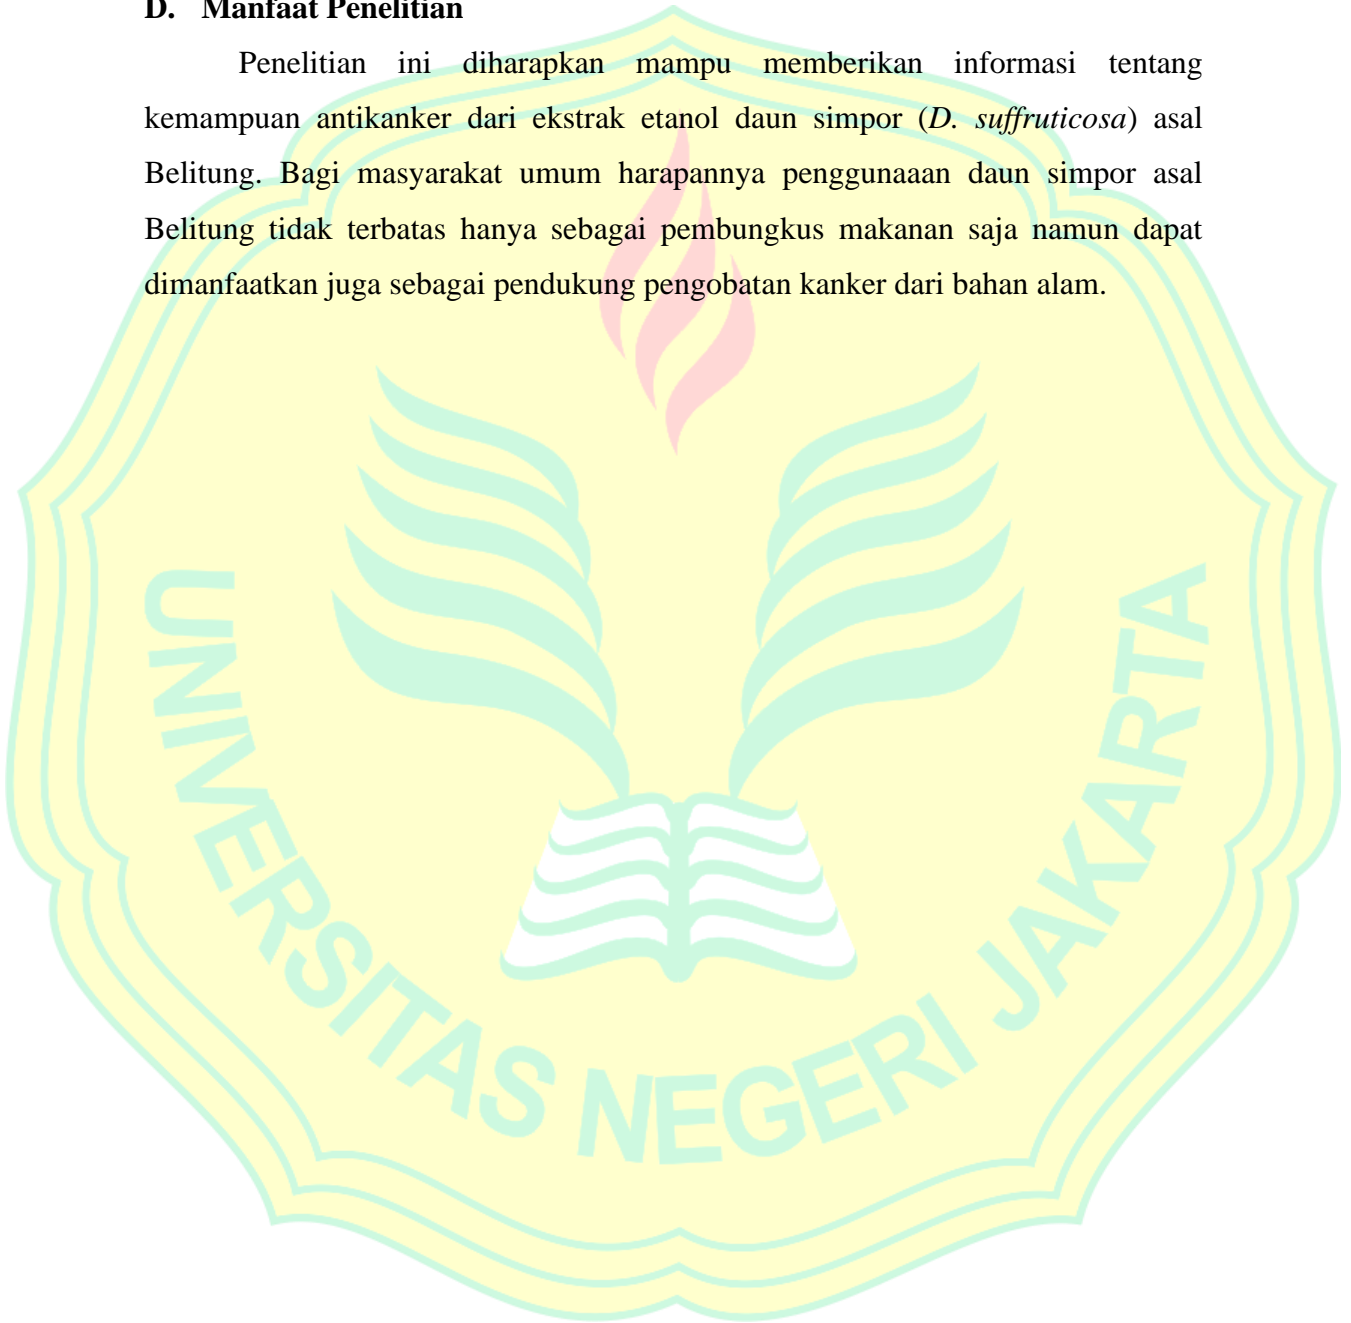 D. Manfaat Penelitian
Penelitian ini diharapkan mampu memberikan informasi tentang
kemampuan antikanker dari ekstrak etanol daun simpor (D. suffruticosa) asal
Belitung. Bagi masyarakat umum harapannya penggunaaan daun simpor asal
Belitung tidak terbatas hanya sebagai pembungkus makanan saja namun dapat
dimanfaatkan juga sebagai pendukung pengobatan kanker dari bahan alam.
UNIVERSITAS NEGERI JAKARTA